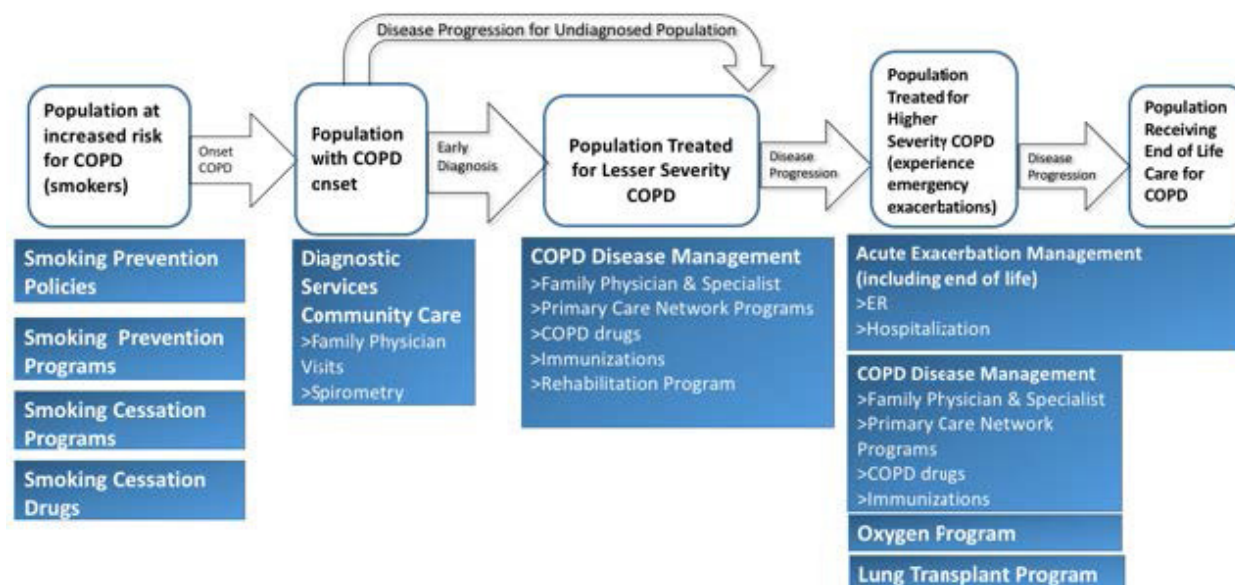 Disease Progression for Undiagnosed Population
Population at
increased risk
for COPD
(smokers)
Onset
COPD
Population
with COPD
onset
Early
Diagnosis
Population Treated
for Lesser Severity
COPD
Disease
Progression
Population
Treated for
Higher
Severity COPD
(experience
emergency
exacerbations)
Disease
Progression
Population
Receiving
End of Life
Care for
COPD
Smoking Prevention
Policies
Smoking Prevention
Programs
Smoking Cessation
Programs
Smoking Cessation
Drugs
Diagnostic
Services
Community Care
>Family Physician
Visits
>Spirometry
COPD Disease Management
>Family Physician & Specialist
>Primary Care Network Programs
>COPD drugs
>Immunizations
>Rehabilitation Program
Acute Exacerbation Management
(including end of life)
>ER
>Hospitalization
COPD Disease Management
>Family Physician & Specialist
>Primary Care Network
Programs
>COPD drugs
>Immunizations
Oxygen Program
Lung Transplant Program